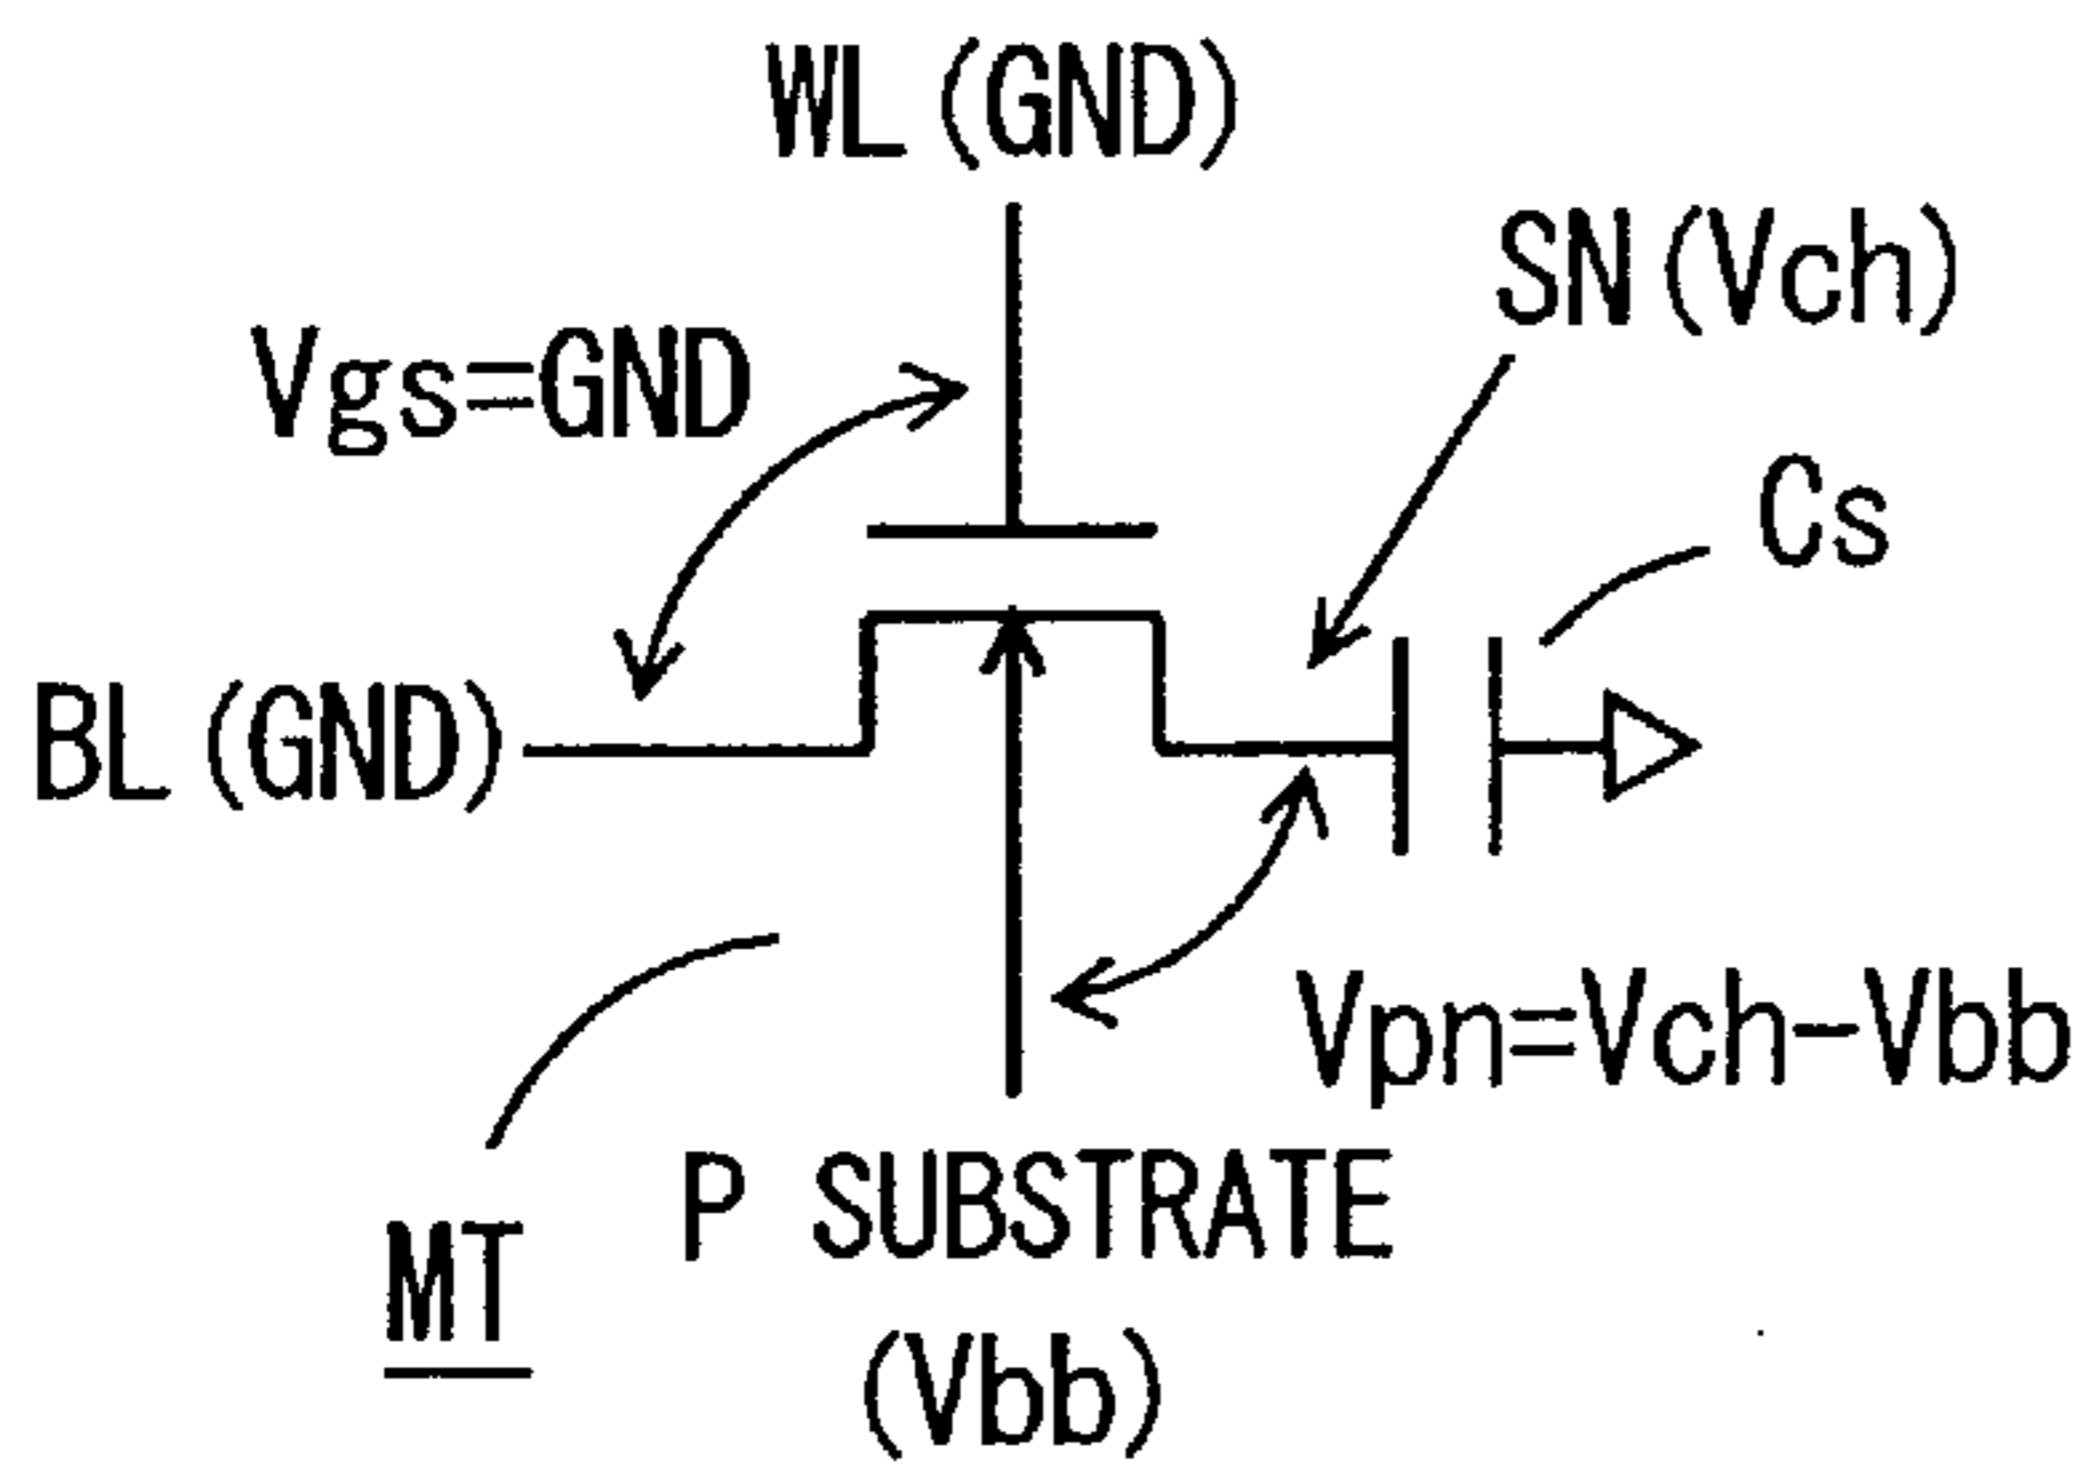 WL(GND)
SN(Vch)
Vgs=GND
Cs
BL(GND)
Vpn=Vch-Vbb
MT
P SUBSTRATE
(Vbb)